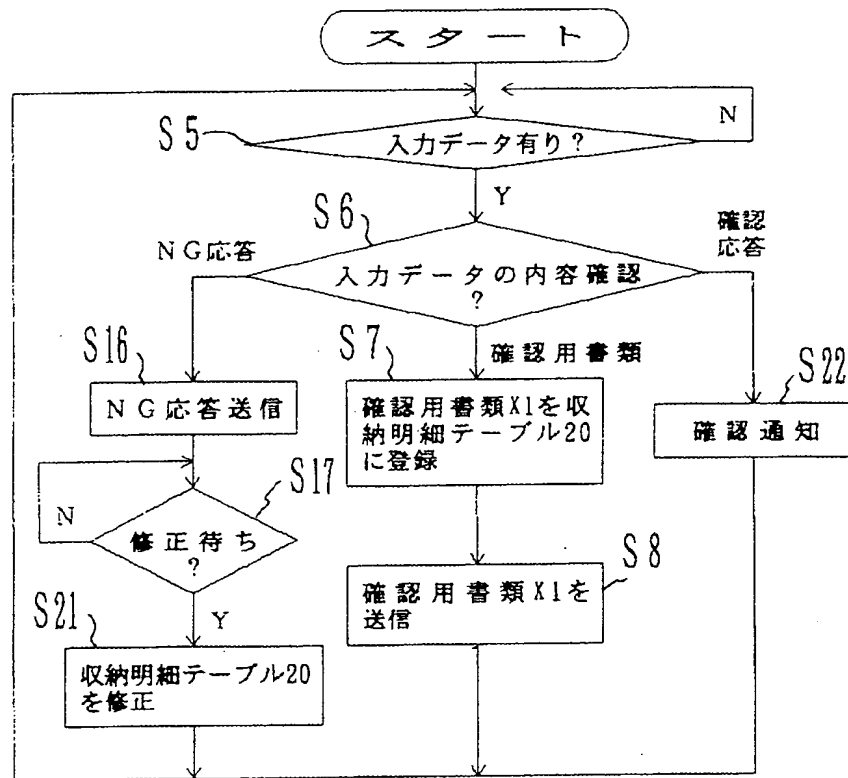 スタート
N
S5
入力データ有り?
Y
S6
NG応答
確認
応答
入力データの内容確認
?
S16
S7
確認用書類
S22
NG応答送信
確認用書類X1を収
納明細テーブル20
に登録
確認通知
S17
N
修正待ち
?
S8
確認用書類X1を
送信
S21
Y
収納明細テーブル20
を修正